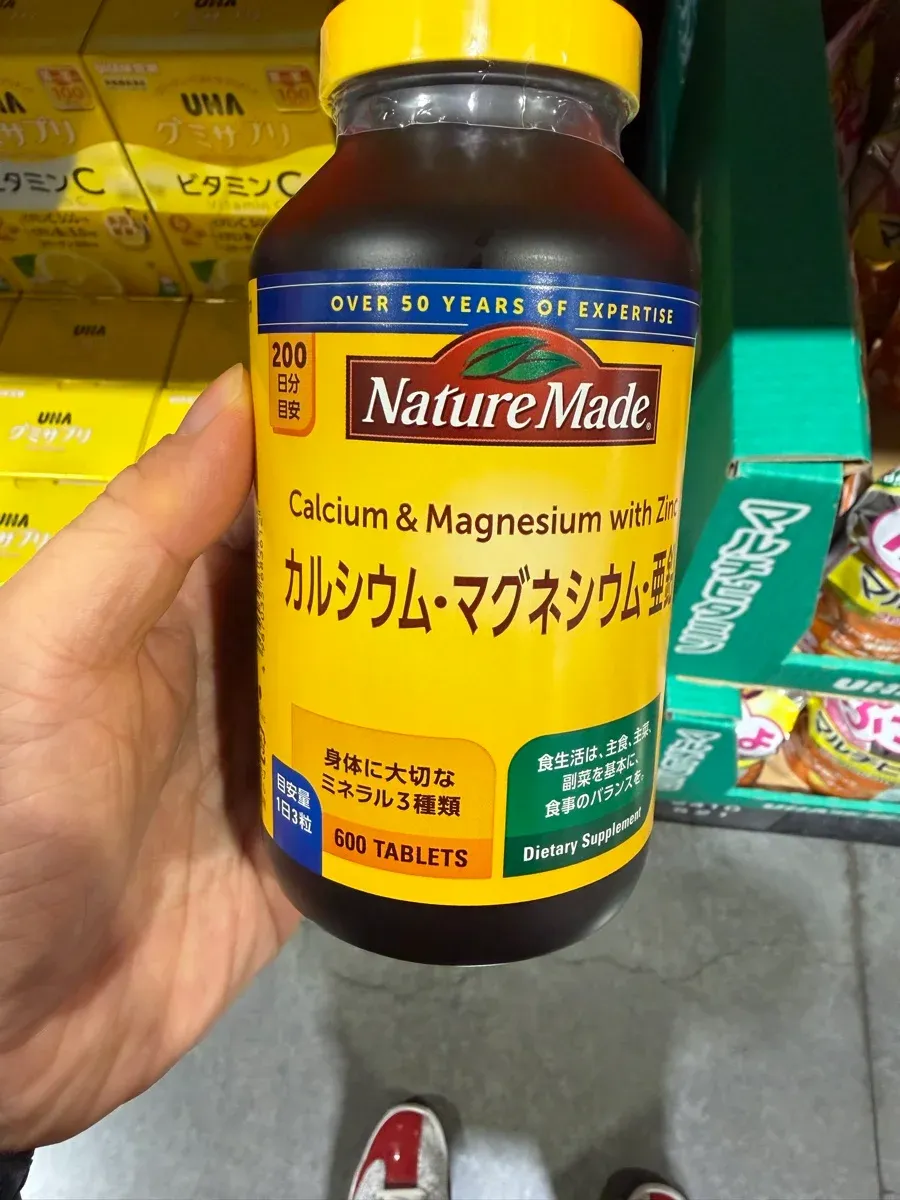 OVER 50 YEARS OF EXPERTISE
200
日分
目安
Nature Made®
Calcium & Magnesium with Zinc
カルシウム・マグネシウム・亜鉛
身体に大切な
ミネラル3種類
600 TABLETS
目安量
1日3粒
食生活は、主食、主菜、
副菜を基本に、
食事のバランスを。
Dietary Supplement
UHA
グミサプリ
ビタミンC
Vitamin C
UHA
UHA
グミサプリ
UHA